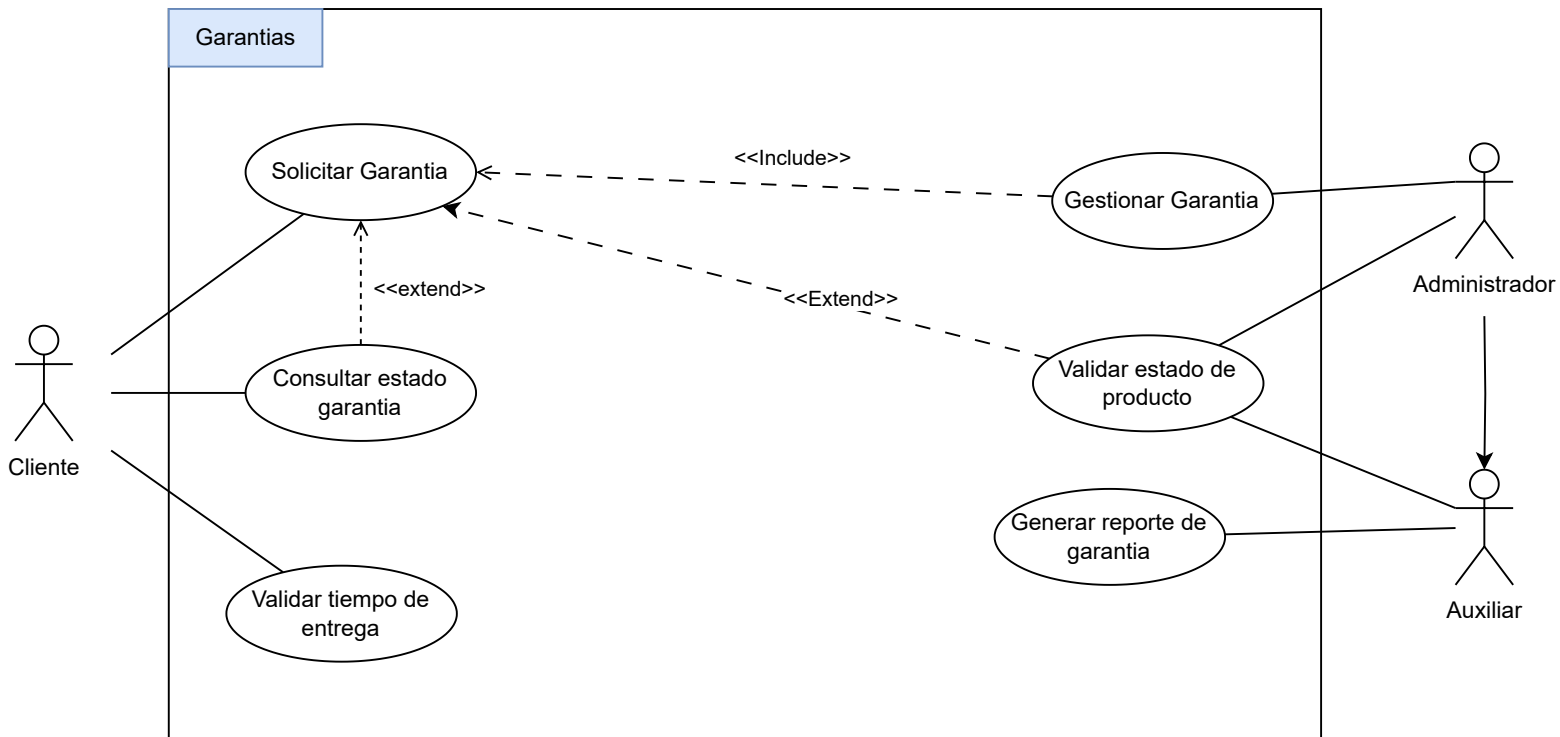 Garantias
Solicitar Garantia
<<Include>>
Gestionar Garantia
Administrador
<<extend>>
<<Extend>>
Validar estado de
producto
Consultar estado
garantia
Cliente
Generar reporte de
garantia
Auxiliar
Validar tiempo de
entrega